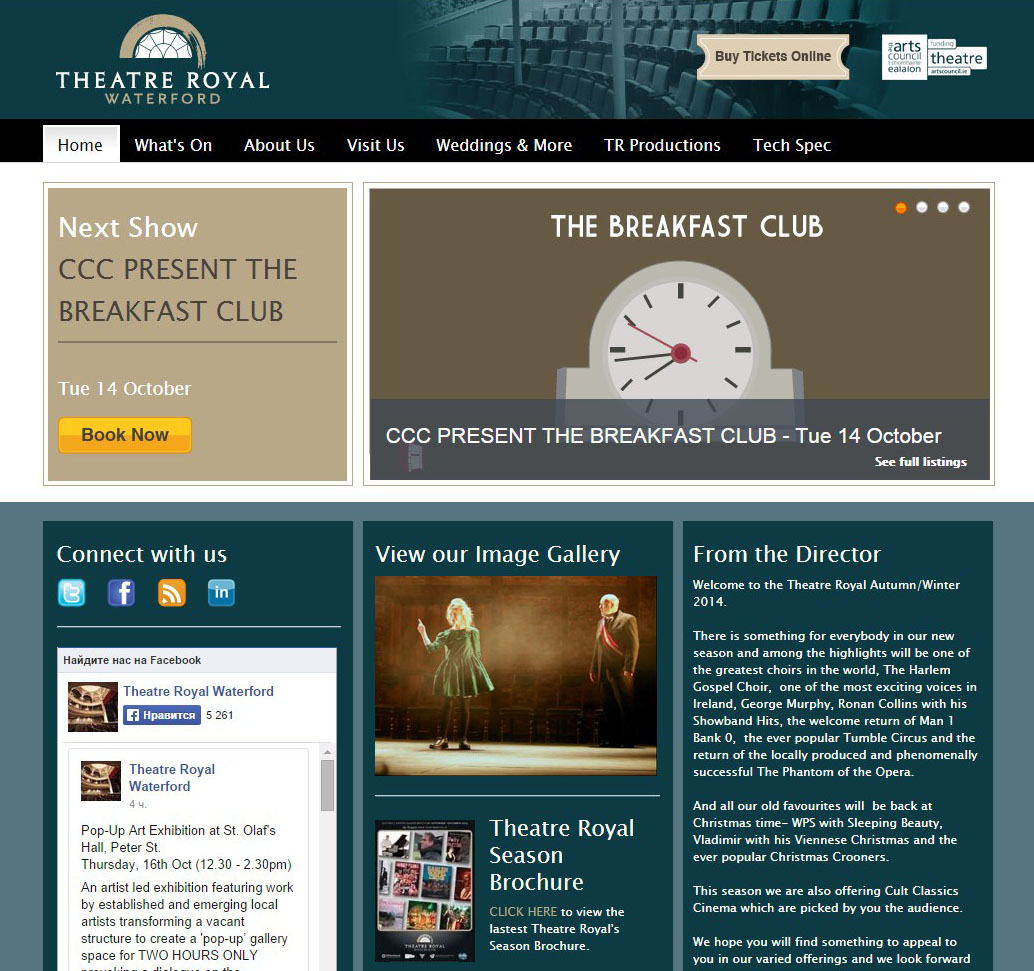 THEATRE ROYAL
WATERFORD
Buy Tickets Online
the arts council
chomhairle
ealaíon
funding
theatre
artscouncil.ie
Home
What's On
About Us
Visit Us
Weddings & More
TR Productions
Tech Spec
Next Show
CCC PRESENT THE
BREAKFAST CLUB
Tue 14 October
Book Now
THE BREAKFAST CLUB
CCC PRESENT THE BREAKFAST CLUB - Tue 14 October
See full listings
Connect with us
Найдите нас на Facebook
Theatre Royal Waterford
Нравится 5 261
Theatre Royal
Waterford
4 ч.
Pop-Up Art Exhibition at St. Olaf's
Hall, Peter St.
Thursday, 16th Oct (12.30 - 2.30pm)
An artist led exhibition featuring work
by established and emerging local
artists transforming a vacant
structure to create a 'pop-up' gallery
space for TWO HOURS ONLY
provoking a dialogue on the
View our Image Gallery
Theatre Royal
Season
Brochure
CLICK HERE to view the
lastest Theatre Royal's
Season Brochure.
From the Director
Welcome to the Theatre Royal Autumn/Winter
2014.
There is something for everybody in our new
season and among the highlights will be one of
the greatest choirs in the world, The Harlem
Gospel Choir, one of the most exciting voices in
Ireland, George Murphy, Ronan Collins with his
Showband Hits, the welcome return of Man 1
Bank 0, the ever popular Tumble Circus and the
return of the locally produced and phenomenally
successful The Phantom of the Opera.
And all our old favourites will be back at
Christmas time- WPS with Sleeping Beauty,
Vladimir with his Viennese Christmas and the
ever popular Christmas Crooners.
This season we are also offering Cult Classics
Cinema which are picked by you the audience.
We hope you will find something to appeal to
you in our varied offerings and we look forward